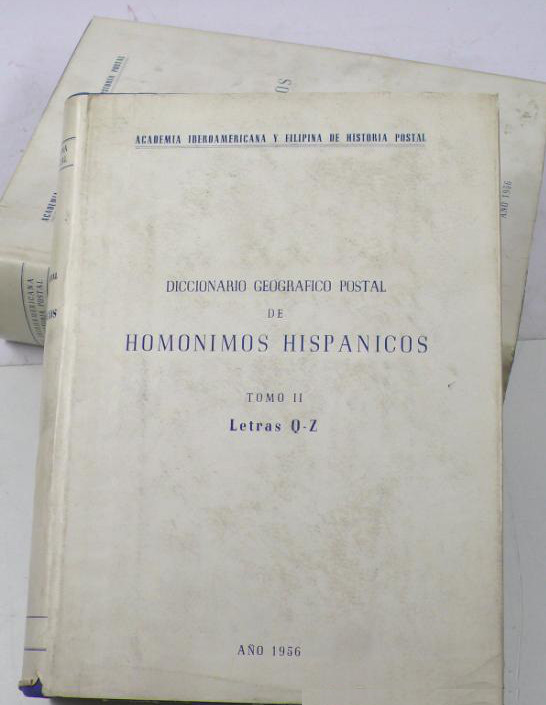 ACADEMIA IBEROAMERICANA Y FILIPINA DE HISTORIA POSTAL
DICCIONARIO GEOGRAFICO POSTAL
DE
HOMONIMOS HISPANICOS
TOMO II
Letras Q-Z
AÑO 1956
AÑO 1956